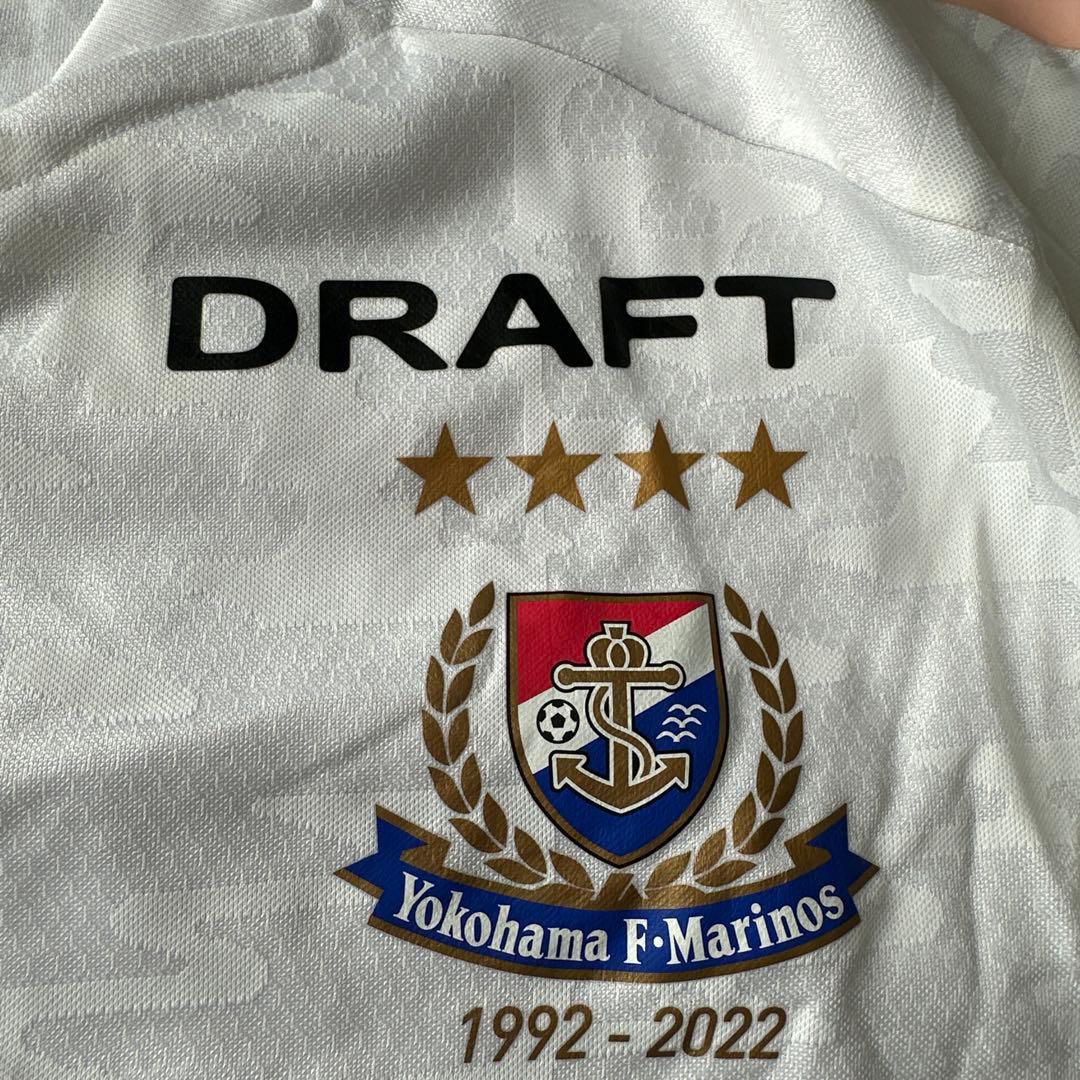 DRAFT
Yokohama F·Marinos
1992 - 2022